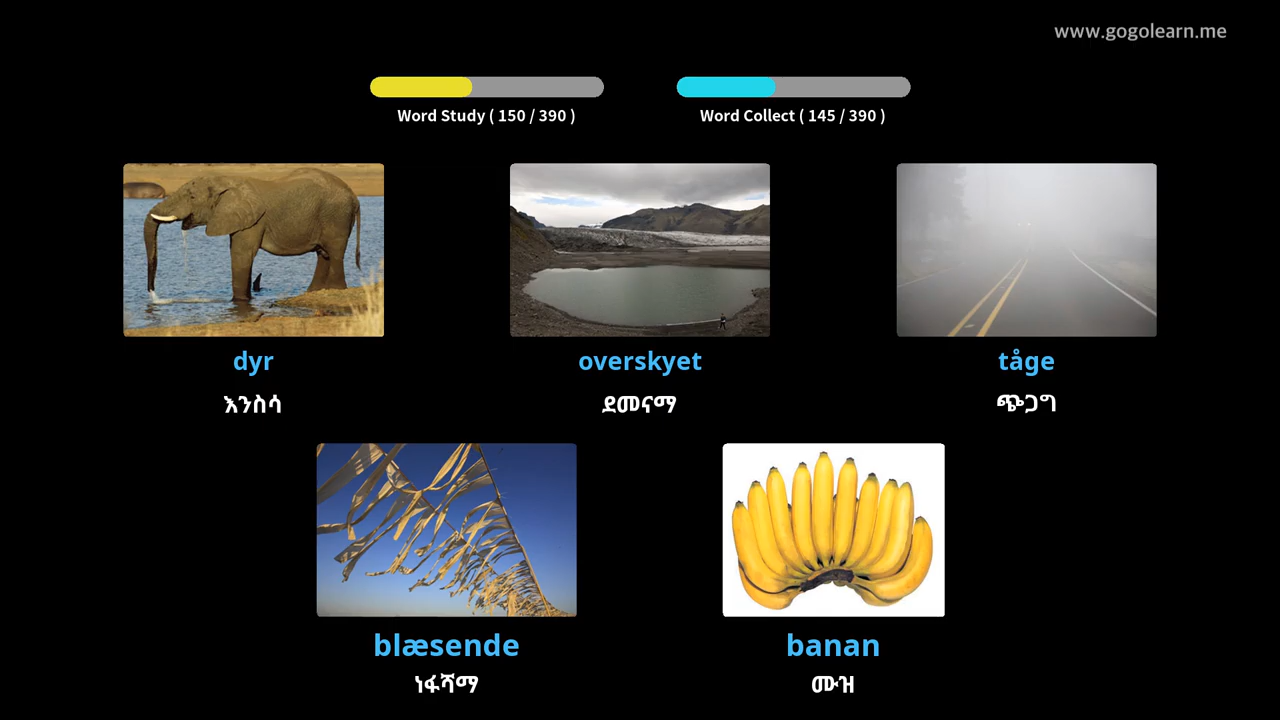 www.gogolearn.me
Word Study ( 150 / 390 )
Word Collect ( 145 / 390 )
dyr
overskyet
tåge
እንስሳ
ደመናማ
ጭጋግ
blæsende
banan
ነፋሻማ
ሙዝ